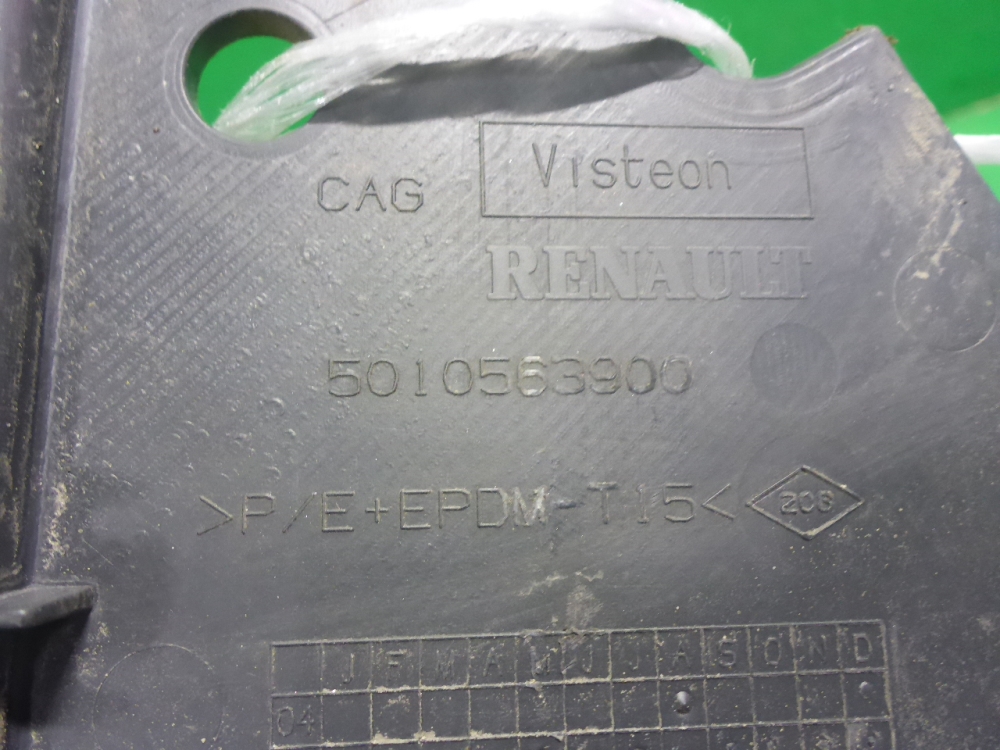 CAG Visteon
RENAULT
5010563900
>P/E+EPDM-T15< 206
J F M A M J J A S O N D
04